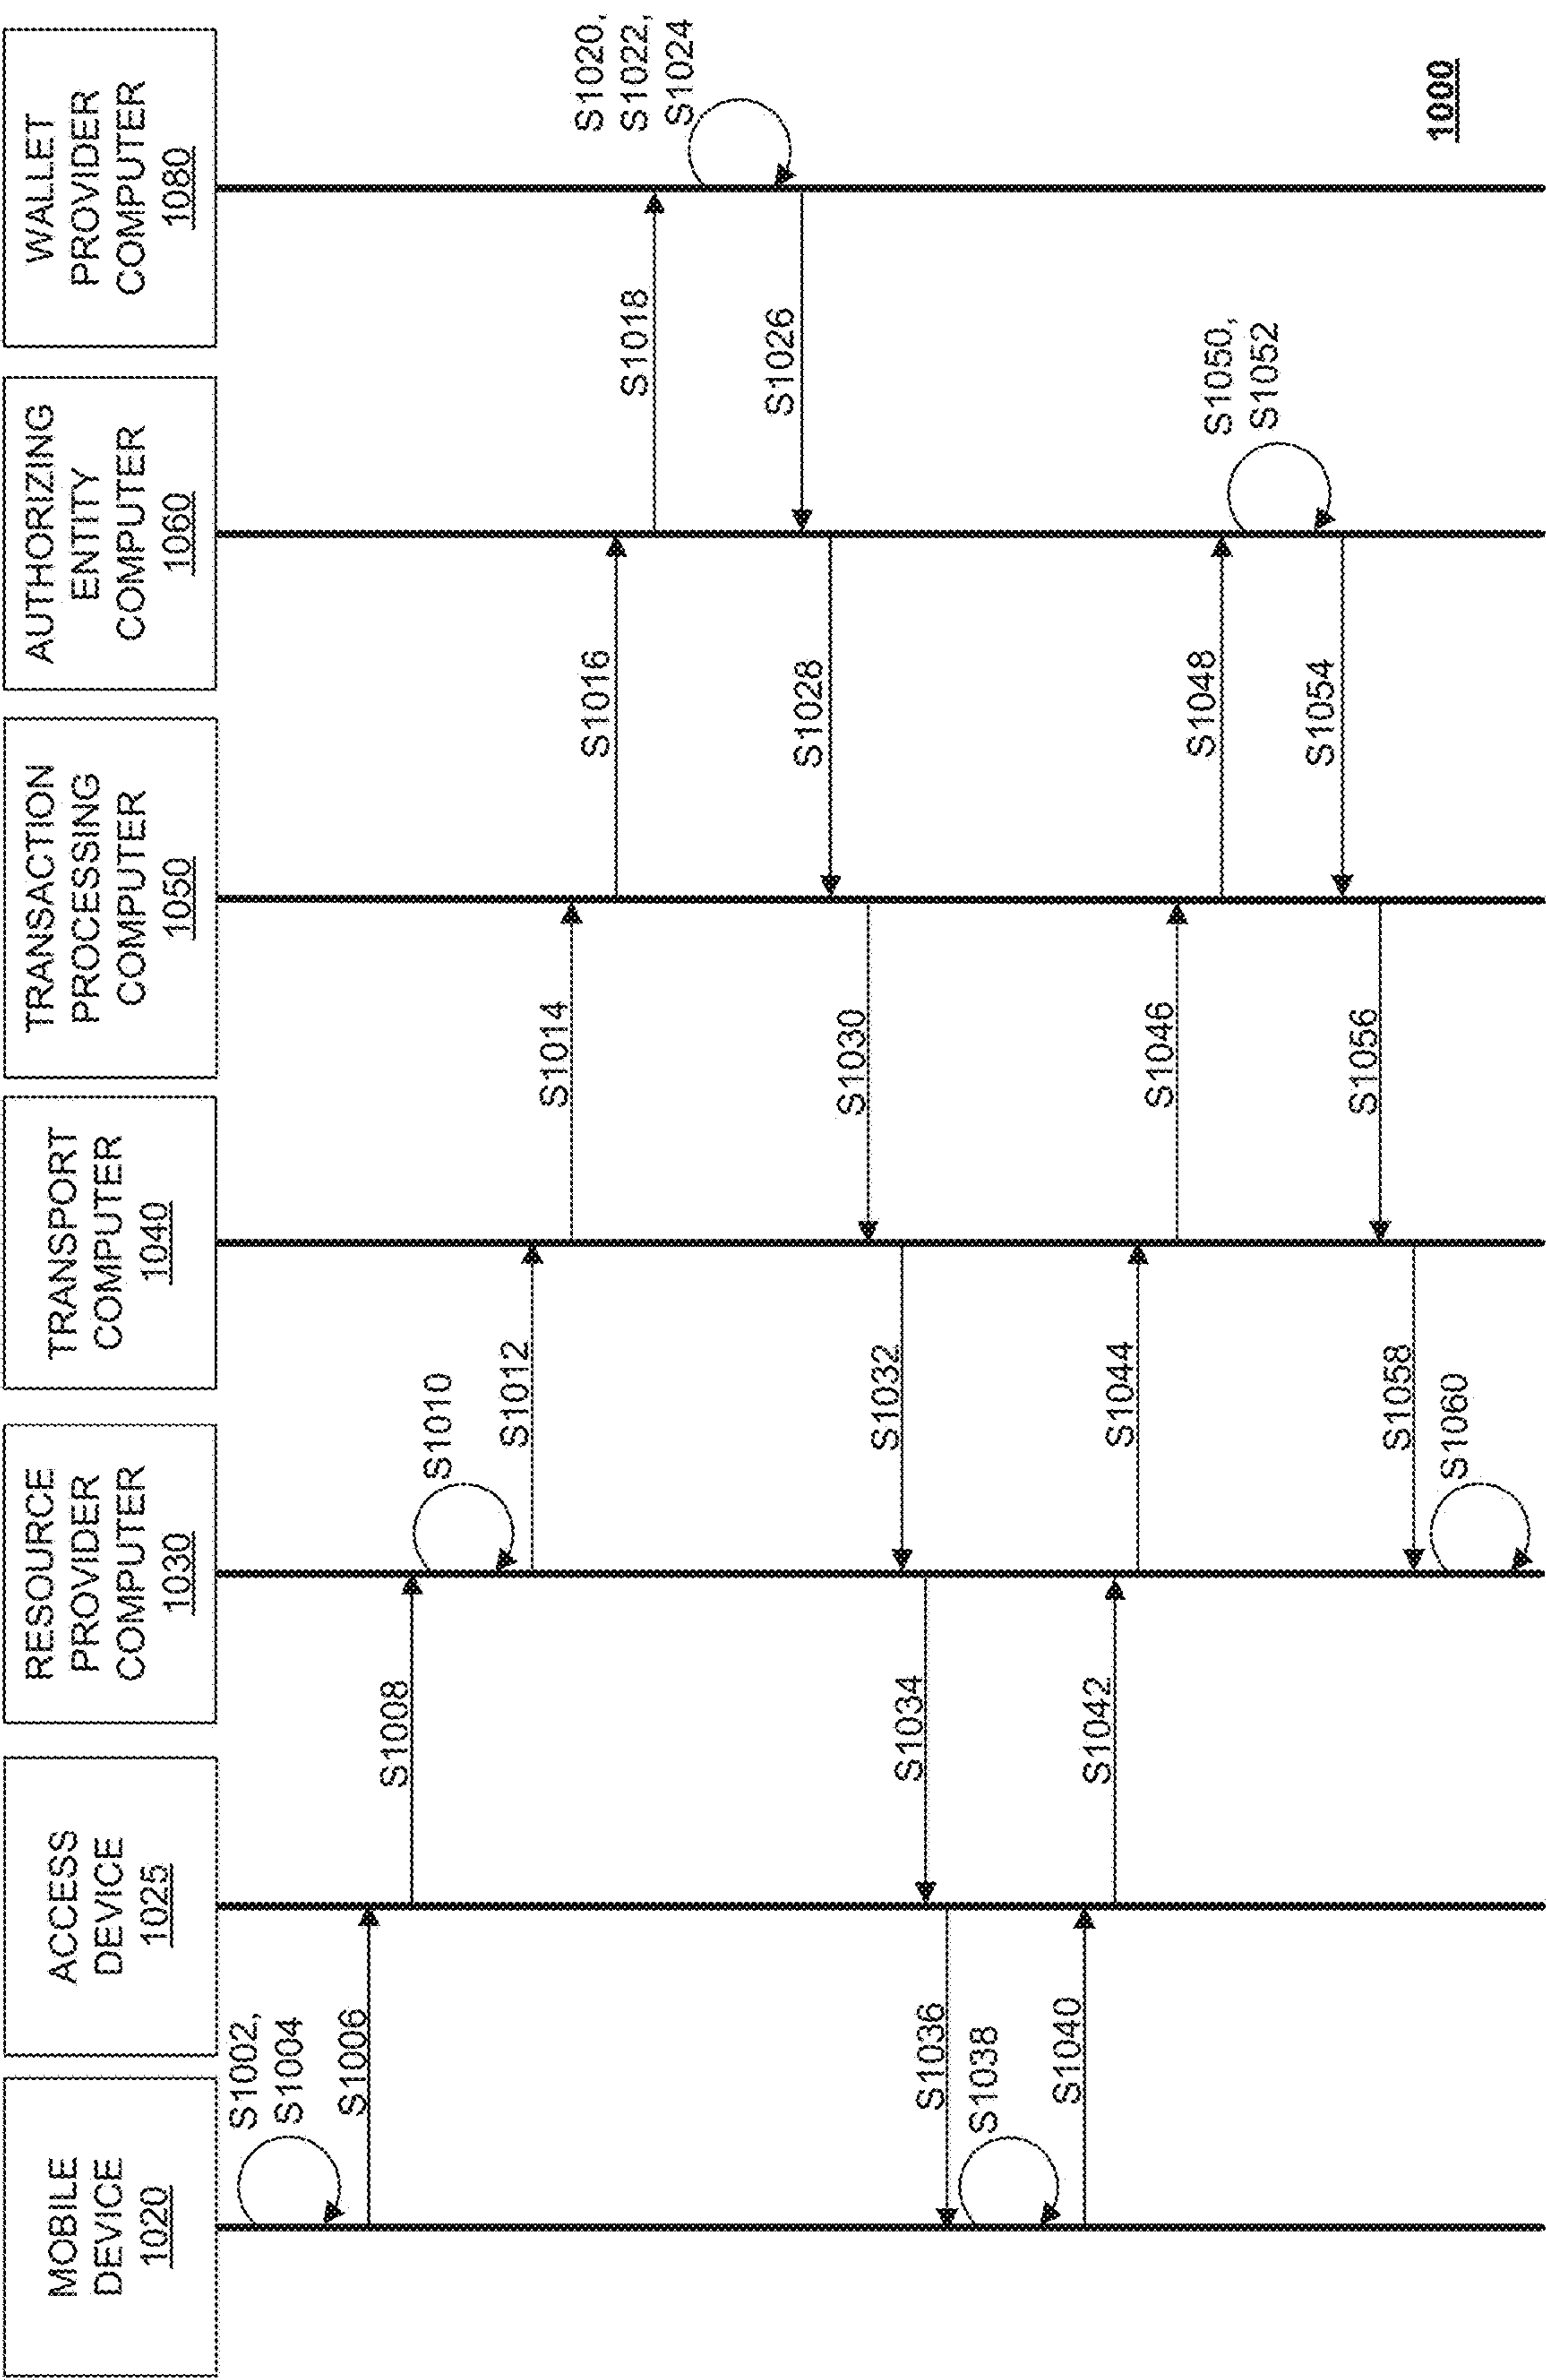 MOBILE
DEVICE
1020
ACCESS
DEVICE
1025
RESOURCE
PROVIDER
COMPUTER
1030
TRANSPORT
COMPUTER
1040
TRANSACTION
PROCESSING
COMPUTER
1050
AUTHORIZING
ENTITY
COMPUTER
1060
WALLET
PROVIDER
COMPUTER
1080
S1002,
S1004
S1006
S1008
S1010
S1012
S1014
S1016
S1018
S1020,
S1022,
S1024
S1026
S1028
S1030
S1032
S1034
S1036
S1038
S1040
S1042
S1044
S1046
S1048
S1050,
S1052
S1054
S1056
S1058
S1060
1000